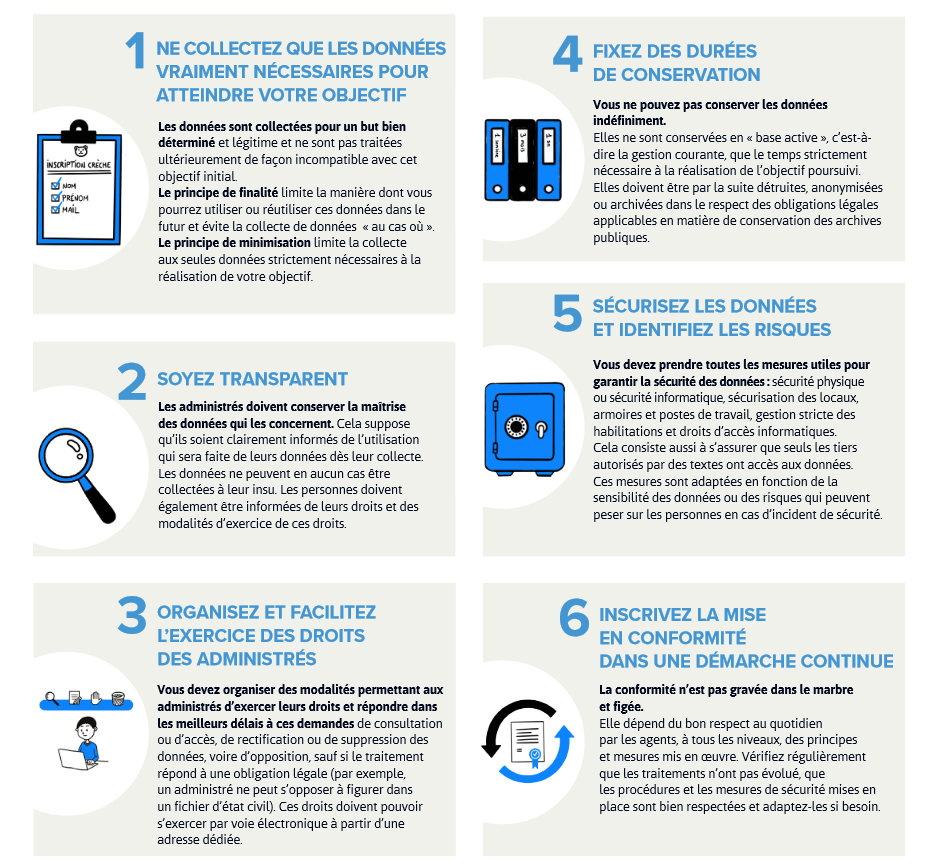 1
NE COLLECTEZ QUE LES DONNÉES
VRAIMENT NÉCESSAIRES POUR
ATTEINDRE VOTRE OBJECTIF
INSCRIPTION CRÈCHE
NOM
PRÉNOM
MAIL
Les données sont collectées pour un but bien
déterminé et légitime et ne sont pas traitées
ultérieurement de façon incompatible avec cet
objectif initial.
Le principe de finalité limite la manière dont vous
pourrez utiliser ou réutiliser ces données dans le
futur et évite la collecte de données « au cas où ».
Le principe de minimisation limite la collecte
aux seules données strictement nécessaires à la
réalisation de votre objectif.
2
SOYEZ TRANSPARENT
Les administrés doivent conserver la maîtrise
des données qui les concernent. Cela suppose
qu'ils soient clairement informés de l'utilisation
qui sera faite de leurs données dès leur collecte.
Les données ne peuvent en aucun cas être
collectées à leur insu. Les personnes doivent
également être informées de leurs droits et des
modalités d'exercice de ces droits.
3
ORGANISEZ ET FACILITEZ
L'EXERCICE DES DROITS
DES ADMINISTRÉS
Vous devez organiser des modalités permettant aux
administrés d'exercer leurs droits et répondre dans
les meilleurs délais à ces demandes de consultation
ou d'accès, de rectification ou de suppression des
données, voire d'opposition, sauf si le traitement
répond à une obligation légale (par exemple,
un administré ne peut s'opposer à figurer dans
un fichier d'état civil). Ces droits doivent pouvoir
s'exercer par voie électronique à partir d'une
adresse dédiée.
4
FIXEZ DES DURÉES
DE CONSERVATION
1 semaine
3 mois
1 an
Vous ne pouvez pas conserver les données
indéfiniment.
Elles ne sont conservées en « base active », c'est-à-
dire la gestion courante, que le temps strictement
nécessaire à la réalisation de l'objectif poursuivi.
Elles doivent être par la suite détruites, anonymisées
ou archivées dans le respect des obligations légales
applicables en matière de conservation des archives
publiques.
5
SÉCURISEZ LES DONNÉES
ET IDENTIFIEZ LES RISQUES
Vous devez prendre toutes les mesures utiles pour
garantir la sécurité des données : sécurité physique
ou sécurité informatique, sécurisation des locaux,
armoires et postes de travail, gestion stricte des
habilitations et droits d'accès informatiques.
Cela consiste aussi à s'assurer que seuls les tiers
autorisés par des textes ont accès aux données.
Ces mesures sont adaptées en fonction de la
sensibilité des données ou des risques qui peuvent
peser sur les personnes en cas d'incident de sécurité.
6
INSCRIVEZ LA MISE
EN CONFORMITÉ
DANS UNE DÉMARCHE CONTINUE
La conformité n'est pas gravée dans le marbre
et figée.
Elle dépend du bon respect au quotidien
par les agents, à tous les niveaux, des principes
et mesures mis en œuvre. Vérifiez régulièrement
que les traitements n'ont pas évolué, que
les procédures et les mesures de sécurité mises en
place sont bien respectées et adaptez-les si besoin.